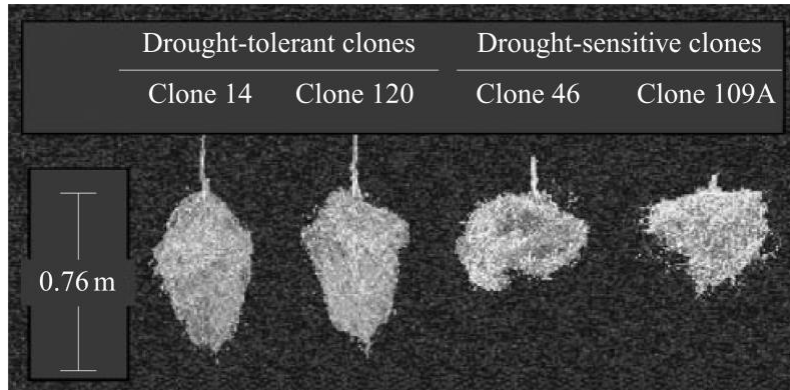 Drought-tolerant clones Drought-sensitive clones
Clone 14 Clone 120 Clone 46 Clone 109A
0.76 m